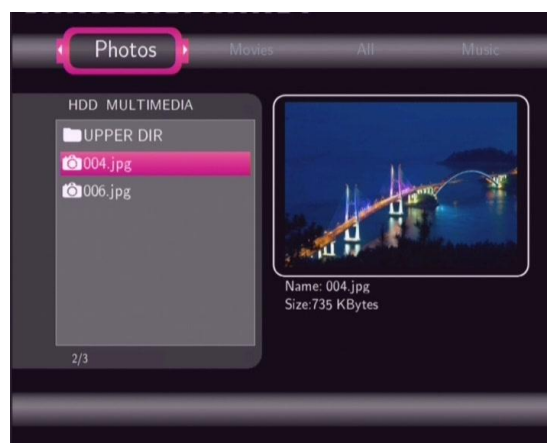 Photos Movies All Music
HDD MULTIMEDIA
UPPER DIR
004.jpg
006.jpg
Name: 004.jpg
Size:735 KBytes
2/3